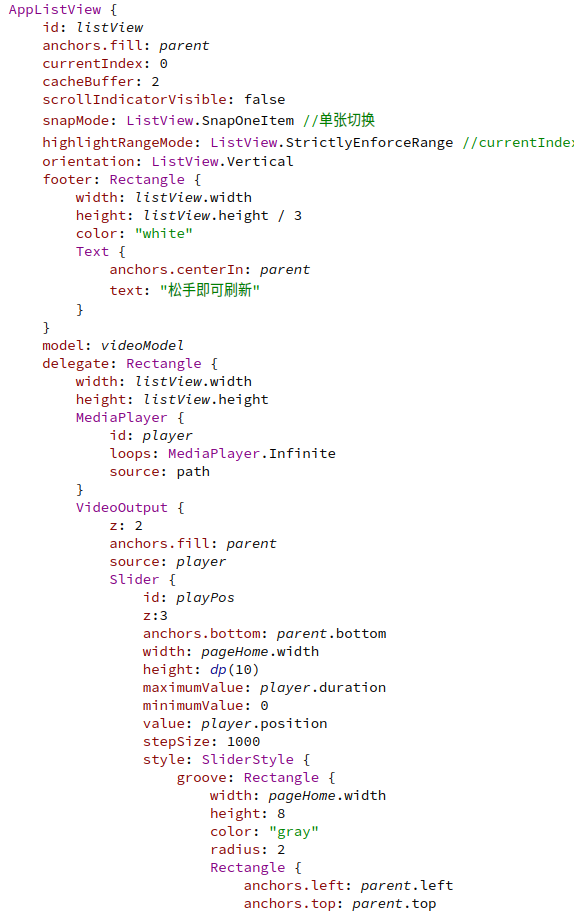 AppListView {
id: listView
anchors.fill: parent
currentIndex: 0
cacheBuffer: 2
scrollIndicatorVisible: false
snapMode: ListView.SnapOneItem //单张切换
highlightRangeMode: ListView.StrictlyEnforceRange //currentIndex
orientation: ListView.Vertical
footer: Rectangle {
width: listView.width
height: listView.height / 3
color: "white"
Text {
anchors.centerIn: parent
text: "松手即可刷新"
}
}
model: videoModel
delegate: Rectangle {
width: listView.width
height: listView.height
MediaPlayer {
id: player
loops: MediaPlayer.Infinite
source: path
}
VideoOutput {
z: 2
anchors.fill: parent
source: player
Slider {
id: playPos
z:3
anchors.bottom: parent.bottom
width: pageHome.width
height: dp(10)
maximumValue: player.duration
minimumValue: 0
value: player.position
stepSize: 1000
style: SliderStyle {
groove: Rectangle {
width: pageHome.width
height: 8
color: "gray"
radius: 2
Rectangle {
anchors.left: parent.left
anchors.top: parent.top